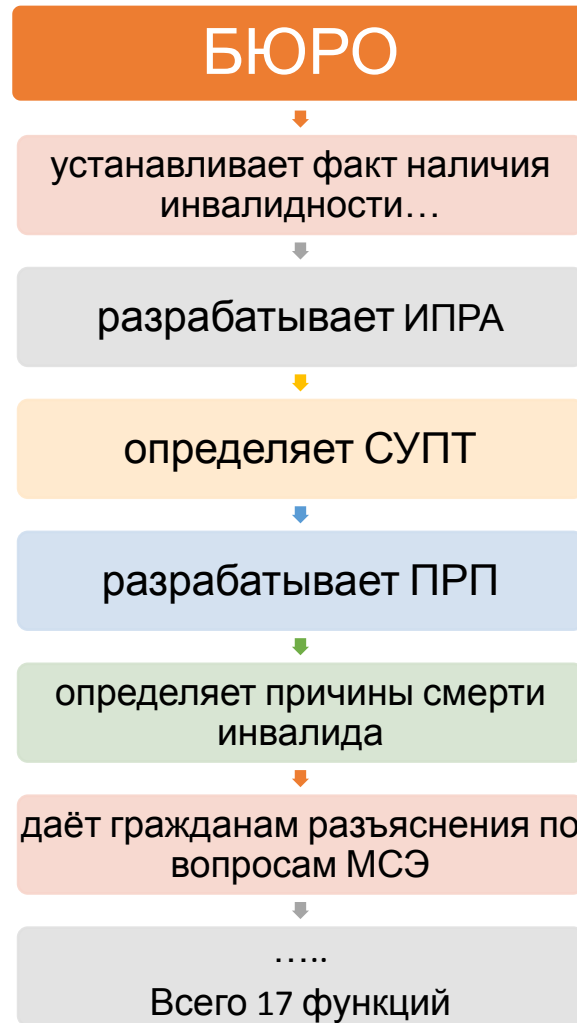 БЮРО
устанавливает факт наличия
инвалидности…
разрабатывает ИПРА
определяет СУПТ
разрабатывает ПРП
определяет причины смерти
инвалида
даёт гражданам разъяснения по
вопросам МСЭ
…..
Всего 17 функций